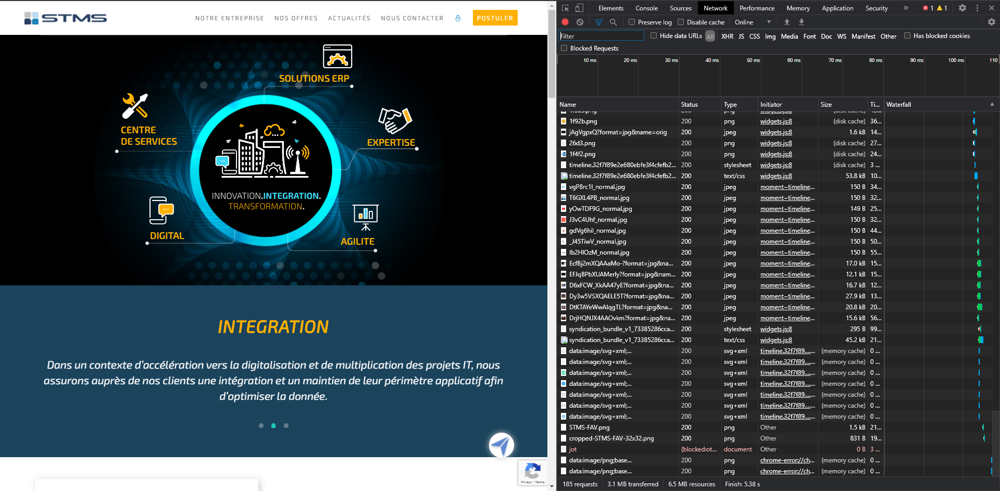 STMS
NOTRE ENTREPRISE NOS OFFRES ACTUALITÉS NOUS CONTACTER POSTULER
SOLUTIONS ERP
CENTRE
DE SERVICES
EXPERTISE
INNOVATION.INTEGRATION.
TRANSFORMATION.
DIGITAL
AGILITE
INTEGRATION
Dans un contexte d'accélération vers la digitalisation et de multiplication des projets IT, nous
assurons auprès de nos clients une intégration et un maintien de leur périmètre applicatif afin
d'optimiser la donnée.
Privacy - Terms
Elements Console Sources Network Performance Memory Application Security » 1 1
Preserve log Disable cache Online
Filter Hide data URLs All XHR JS CSS Img Media Font Doc WS Manifest Other Has blocked cookies
Blocked Requests
10 ms 20 ms 30 ms 40 ms 50 ms 60 ms 70 ms 80 ms 90 ms 100 ms 110
Name Status Type Initiator Size Ti... Waterfall
1f92b.png 200 png widgets.js:8 (disk cache) 36...
jAgVgpxQ?format=jpg&name=orig 200 jpeg widgets.js:8 1.6 kB 14...
26d3.png 200 png widgets.js:8 (disk cache) 27...
1f4f2.png 200 png widgets.js:8 (disk cache) 24...
timeline.32f7f89e2e680ebfe3f4cfefb2... 200 stylesheet widgets.js:8 (disk cache) 3 ...
timeline.32f7f89e2e680ebfe3f4cfefb2... 200 text/css widgets.js:8 53.8 kB 10...
vgP8rc1I_normal.jpg 200 jpeg moment~timeline... 150 B 34...
T6GXL4PB_normal.jpg 200 jpeg moment~timeline... 150 B 32...
yOwTDF9G_normal.jpg 200 jpeg moment~timeline... 149 B 25...
J3vC4Uhf_normal.jpg 200 jpeg moment~timeline... 150 B 32...
gdVg6hil_normal.jpg 200 jpeg moment~timeline... 150 B 44...
_J45TiwV_normal.jpg 200 jpeg moment~timeline... 150 B 50...
Ib2HlOzM_normal.jpg 200 jpeg moment~timeline... 150 B 55...
EcfBj2mXQAAaMo-?format=jpg&na... 200 jpeg moment~timeline... 17.0 kB 15...
EFJqBPbXUAMerly?format=jpg&nam... 200 jpeg moment~timeline... 12.1 kB 15...
D6xFCW_XkAA47yE?format=jpg&na... 200 jpeg moment~timeline... 16.7 kB 12...
Dy3w5VSXQAELE5T?format=jpg&na... 200 jpeg moment~timeline... 27.9 kB 13...
DtKTAYeWwAIqgTL?format=jpg&na... 200 jpeg moment~timeline... 20.8 kB 20...
DrjHQNJX4AAOvkm?format=jpg&na... 200 jpeg moment~timeline... 15.6 kB 56...
syndication_bundle_v1_73385286cca... 200 stylesheet widgets.js:8 295 B 99...
syndication_bundle_v1_73385286cca... 200 text/css widgets.js:8 45.2 kB 21...
data:image/svg+xml;... 200 svg+xml timeline.32f7f89...... (memory cache) 0 ...
data:image/svg+xml;... 200 svg+xml timeline.32f7f89...... (memory cache) 0 ...
data:image/svg+xml;... 200 svg+xml timeline.32f7f89...... (memory cache) 0 ...
data:image/svg+xml;... 200 svg+xml timeline.32f7f89...... (memory cache) 0 ...
data:image/svg+xml;... 200 svg+xml timeline.32f7f89...... (memory cache) 0 ...
data:image/svg+xml;... 200 svg+xml timeline.32f7f89...... (memory cache) 0 ...
data:image/svg+xml;... 200 svg+xml timeline.32f7f89...... (memory cache) 0 ...
STMS-FAV.png 200 png Other 1.5 kB 21...
cropped-STMS-FAV-32x32.png 200 png Other 831 B 19...
jot (blocked:ot... document Other 0 B 3 ...
data:image/png;base... 200 png chrome-error://ch... (memory cache) 0 ...
data:image/png;base... 200 png chrome-error://ch... (memory cache) 0 ...
185 requests 3.1 MB transferred 6.5 MB resources Finish: 5.38 s